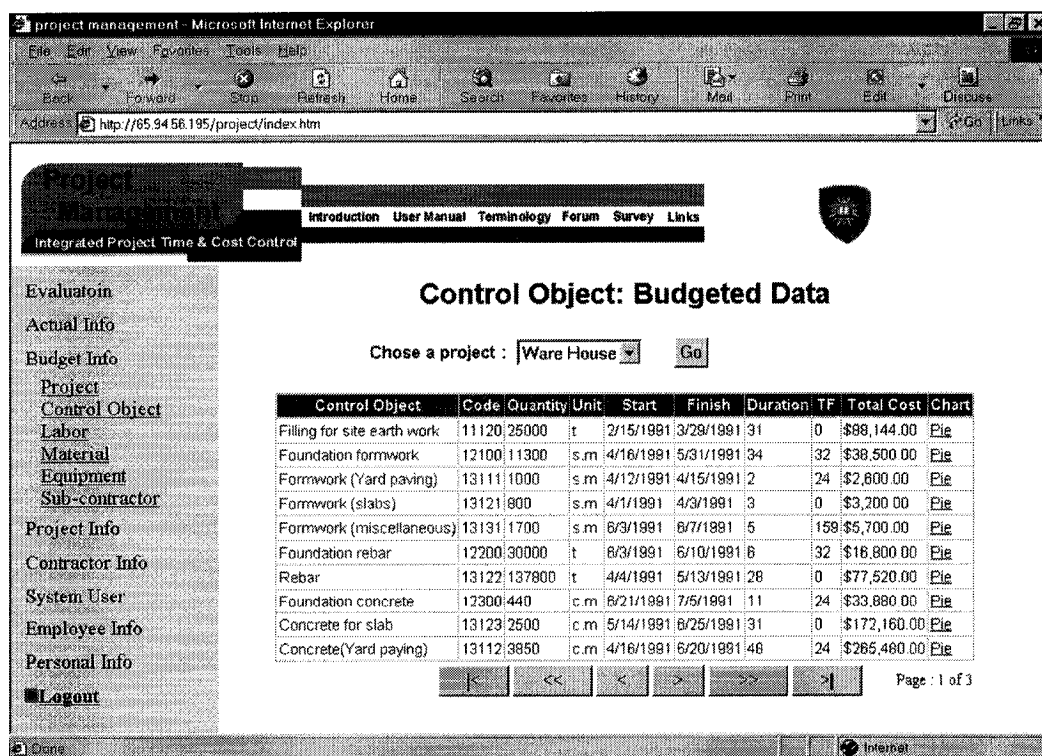 project management - Microsoft Internet Explorer
File Edit View Favorites Tools Help
Back Forward Stop Refresh Home Search Favorites History Mail Print Edit Discuss
Address http://65.94.56.195/project/index.htm Go Links
Project
Management
Introduction User Manual Terminology Forum Survey Links
Integrated Project Time & Cost Control
Evaluatoin
Control Object: Budgeted Data
Actual Info
Budget Info
Chose a project : Ware House Go
Project
Control Object
Labor
Material
Equipment
Sub-contractor
Project Info
Contractor Info
System User
Employee Info
Personal Info
Logout
Control Object Code Quantity Unit Start Finish Duration TF Total Cost Chart
Filling for site earth work 11120 25000 t 2/15/1991 3/29/1991 31 0 $88,144.00 Pie
Foundation formwork 12100 11300 s.m 4/16/1991 5/31/1991 34 32 $38,500.00 Pie
Formwork (Yard paving) 13111 1000 s.m 4/12/1991 4/15/1991 2 24 $2,600.00 Pie
Formwork (slabs) 13121 800 s.m 4/1/1991 4/3/1991 3 0 $3,200.00 Pie
Formwork (miscellaneous) 13131 1700 s.m 6/3/1991 6/7/1991 5 159 $5,700.00 Pie
Foundation rebar 12200 30000 t 6/3/1991 6/10/1991 6 32 $16,800.00 Pie
Rebar 13122 137800 t 4/4/1991 5/13/1991 28 0 $77,520.00 Pie
Foundation concrete 12300 440 c.m 6/21/1991 7/5/1991 11 24 $33,880.00 Pie
Concrete for slab 13123 2500 c.m 5/14/1991 6/25/1991 31 0 $172,160.00 Pie
Concrete(Yard paying) 13112 3850 c.m 4/16/1991 6/20/1991 48 24 $265,480.00 Pie
|< << < > >> >| Page : 1 of 3
Done Internet